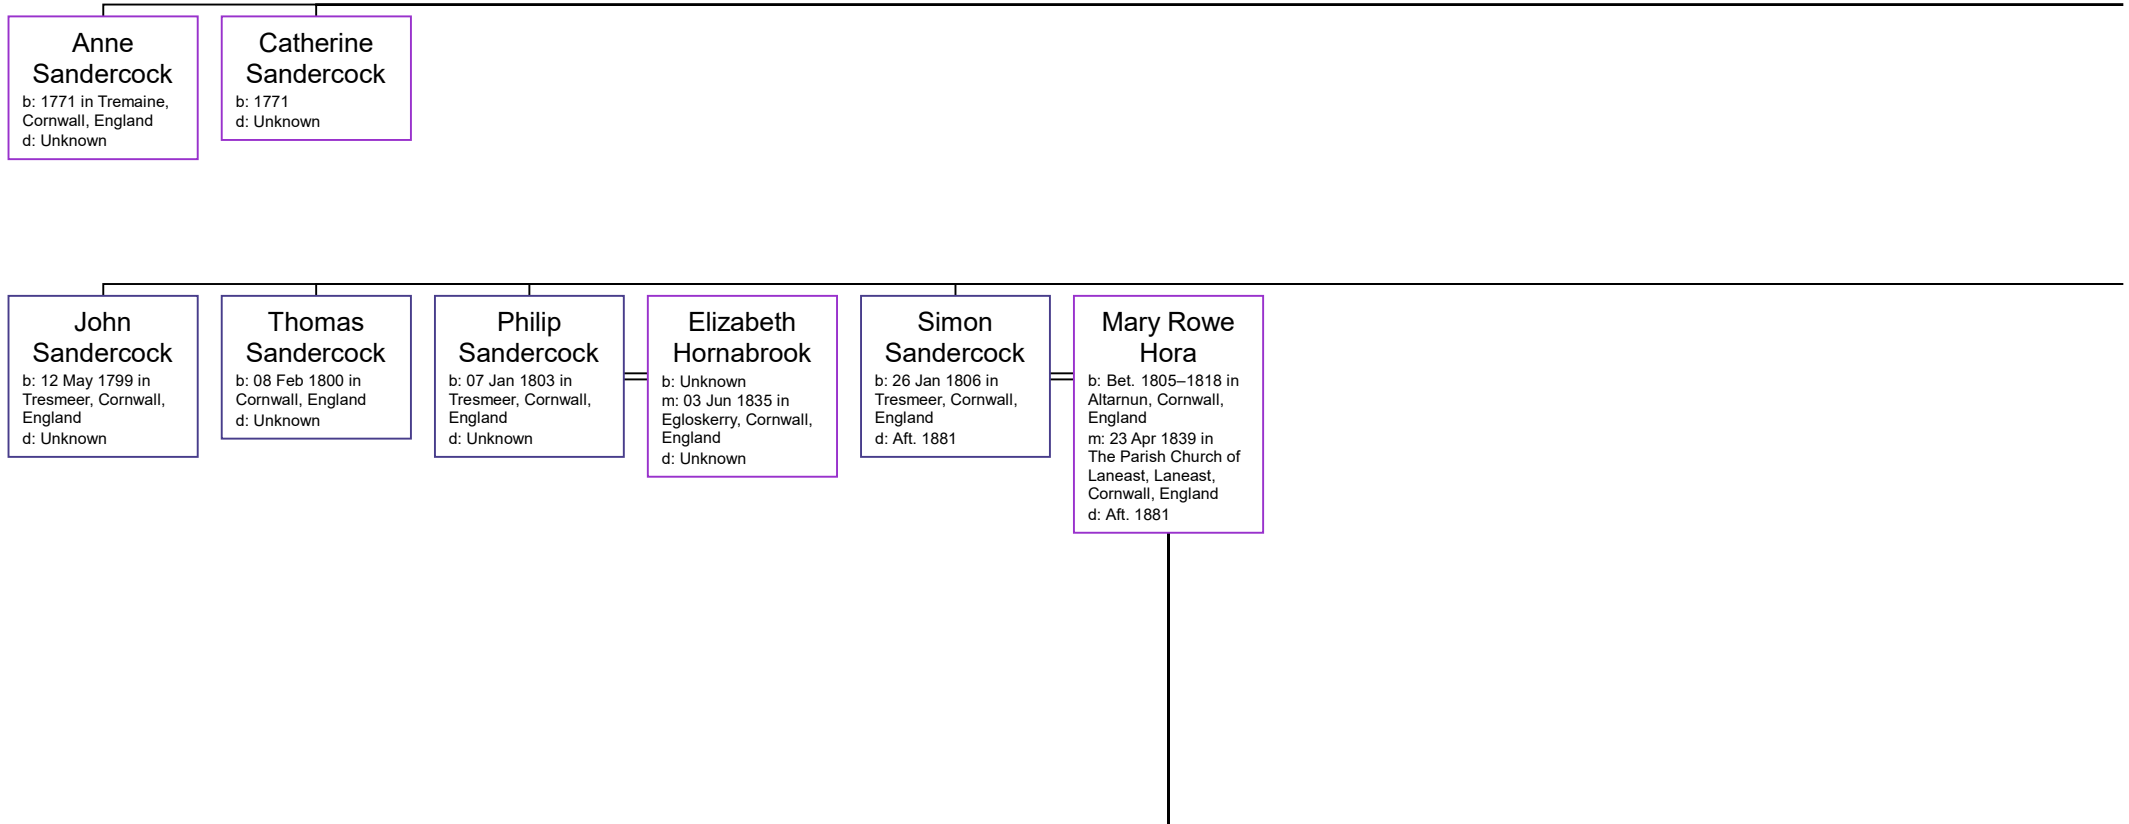 Anne
Sandercock
b: 1771 in Tremaine,
Cornwall, England
d: Unknown
Catherine
Sandercock
b: 1771
d: Unknown
John
Sandercock
b: 12 May 1799 in
Tresmeer, Cornwall,
England
d: Unknown
Thomas
Sandercock
b: 08 Feb 1800 in
Cornwall, England
d: Unknown
Philip
Sandercock
b: 07 Jan 1803 in
Tresmeer, Cornwall,
England
d: Unknown
Elizabeth
Hornabrook
b: Unknown
m: 03 Jun 1835 in
Egloskerry, Cornwall,
England
d: Unknown
Simon
Sandercock
b: 26 Jan 1806 in
Tresmeer, Cornwall,
England
d: Aft. 1881
Mary Rowe
Hora
b: Bet. 1805–1818 in
Altarnun, Cornwall,
England
m: 23 Apr 1839 in
The Parish Church of
Laneast, Laneast,
Cornwall, England
d: Aft. 1881